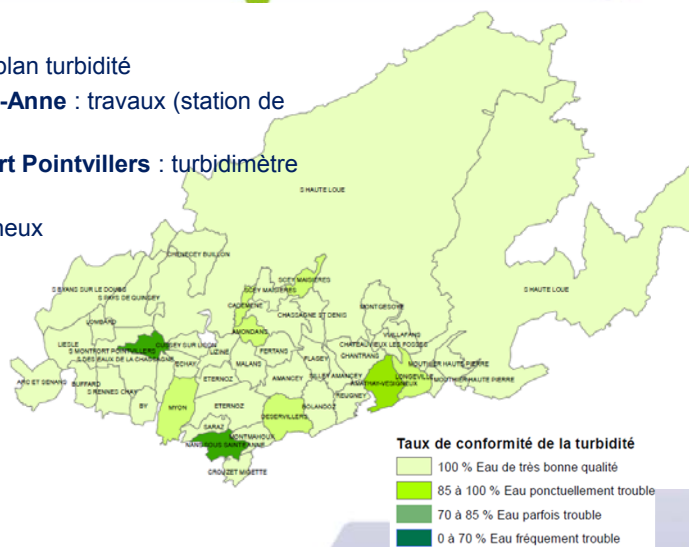 plan turbidité
-Anne : travaux (station de
rt Pointvillers : turbidimètre
neux
S HAUTE LOUE
CHENECEY BUILLON
S BYANS SUR LE DOUBS
S PAYS DE QUINGEY
SCEY MAISIERES
SCEY MAISIERES
S HAUTE LOUE
CADEMENE
MONTGESOYE
CHASSAGNE ST DENIS
LOMBARD
AMONDANS
VUILLAFANS
LIESLE
CUSSEY SUR LISON
CHATEAUVIEUX LES FOSSES
S MONTFORT POINTVILLERS
LIZINE
FERTANS
FLAGEY
CHANTRANS
S DES EAUX DE LA CHASSAGNE
ECHAY
MALANS
SILLEY AMANCEY
MOUTHIER HAUTE PIERRE
ARC ET SENANS
BUFFARD
ETERNOZ
AMANCEY
AMATHAY-VESIGNEUX
LONGEVILLE
MOUTHIER HAUTE PIERRE
S RENNES CHAY
REUGNEY
BY
MYON
ETERNOZ
BOLANDOZ
DESERVILLERS
SARAZ
MONTMAHOUX
NANS SOUS SAINTE ANNE
CROUZET MIGETTE
Taux de conformité de la turbidité
100 % Eau de très bonne qualité
85 à 100 % Eau ponctuellement trouble
70 à 85 % Eau parfois trouble
0 à 70 % Eau fréquement trouble